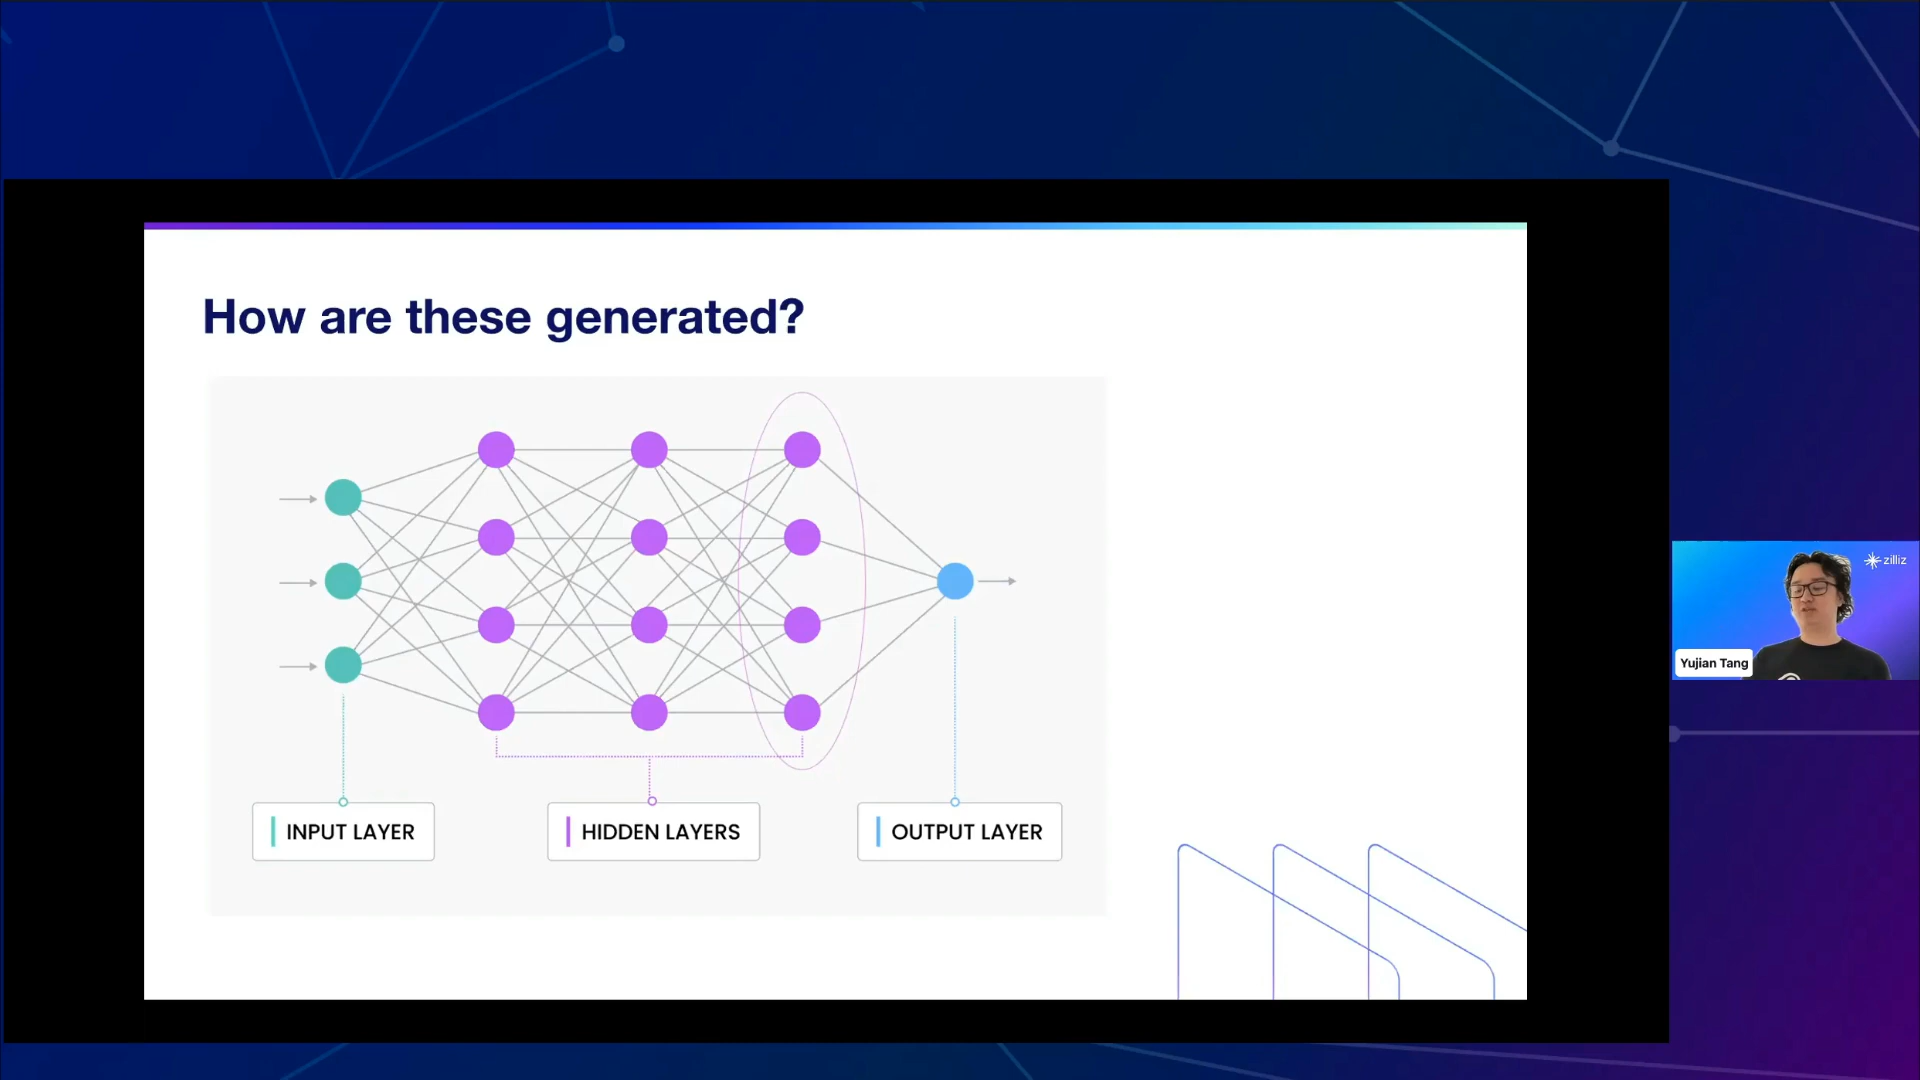 How are these generated?
INPUT LAYER
HIDDEN LAYERS
OUTPUT LAYER
zilliz
Yujian Tang